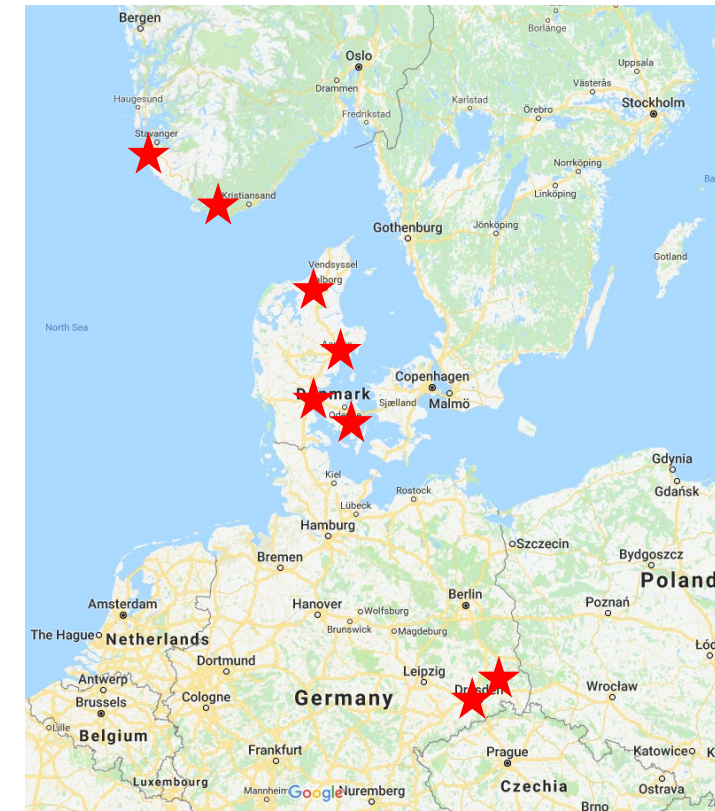 Bergen
Borlänge
Oslo
Uppsala
Drammen
Västerås
Haugesund
Karlstad
Stockholm
Fredrikstad
Örebro
Stavanger
Norrköping
Linköping
Ba
Kristiansand
Gothenburg
Jönköping
Gotland
Vendsyssel
North Sea
Copenhagen
Sjælland
Malmö
Gdynia
Kiel
Rostock
Gdańsk
Lübeck
Hamburg
Szczecin
Bremen
Bydgoszcz
Poland
Amsterdam
Hanover
Wolfsburg
Berlin
Poznań
Brunswick
Magdeburg
The Hague
Netherlands
Łód
Dortmund
Leipzig
Antwerp
Wrocław
Brussels
Cologne
Germany
Lille
Belgium
Frankfurt
Prague
Katowice
K
Luxembourg
Czechia
Ostrava
Mannheim
Google
Nuremberg
Brno